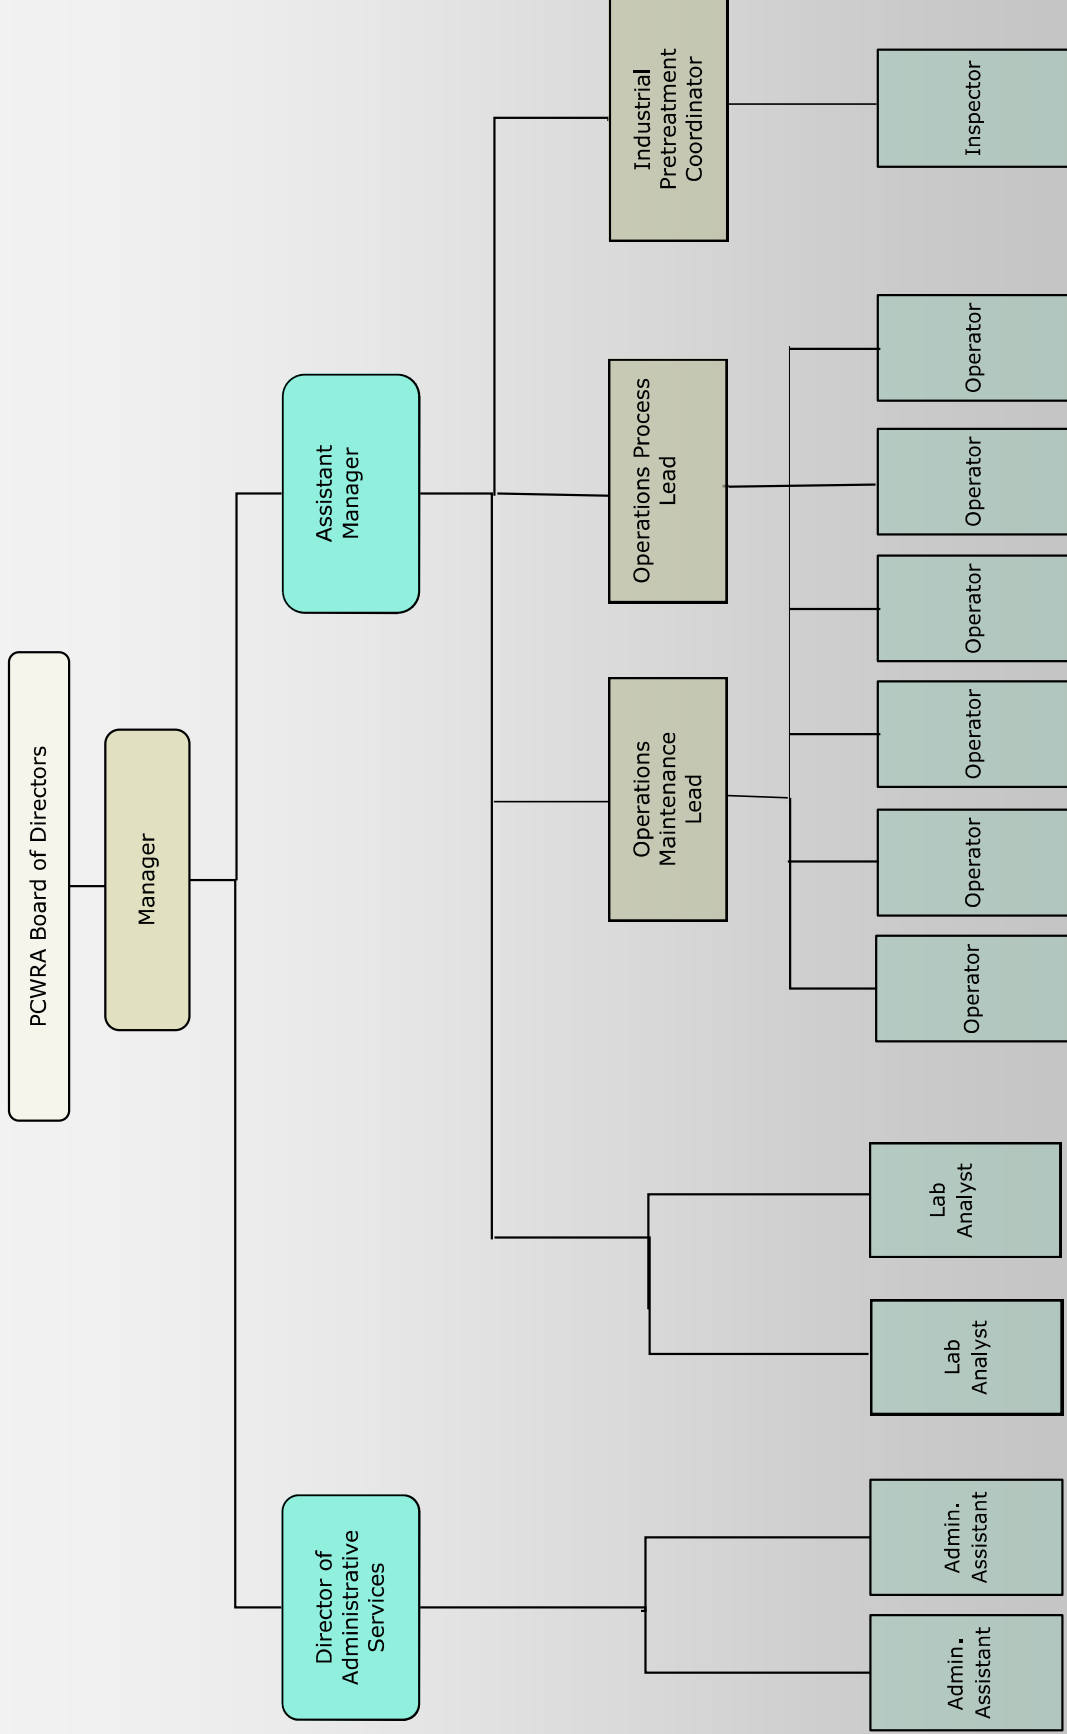 PCWRA Board of Directors
Manager
Director of
Administrative
Services
Assistant
Manager
Operations
Maintenance
Lead
Operations Process
Lead
Industrial
Pretreatment
Coordinator
Admin.
Assistant
Admin.
Assistant
Lab
Analyst
Lab
Analyst
Operator
Operator
Operator
Operator
Operator
Operator
Inspector